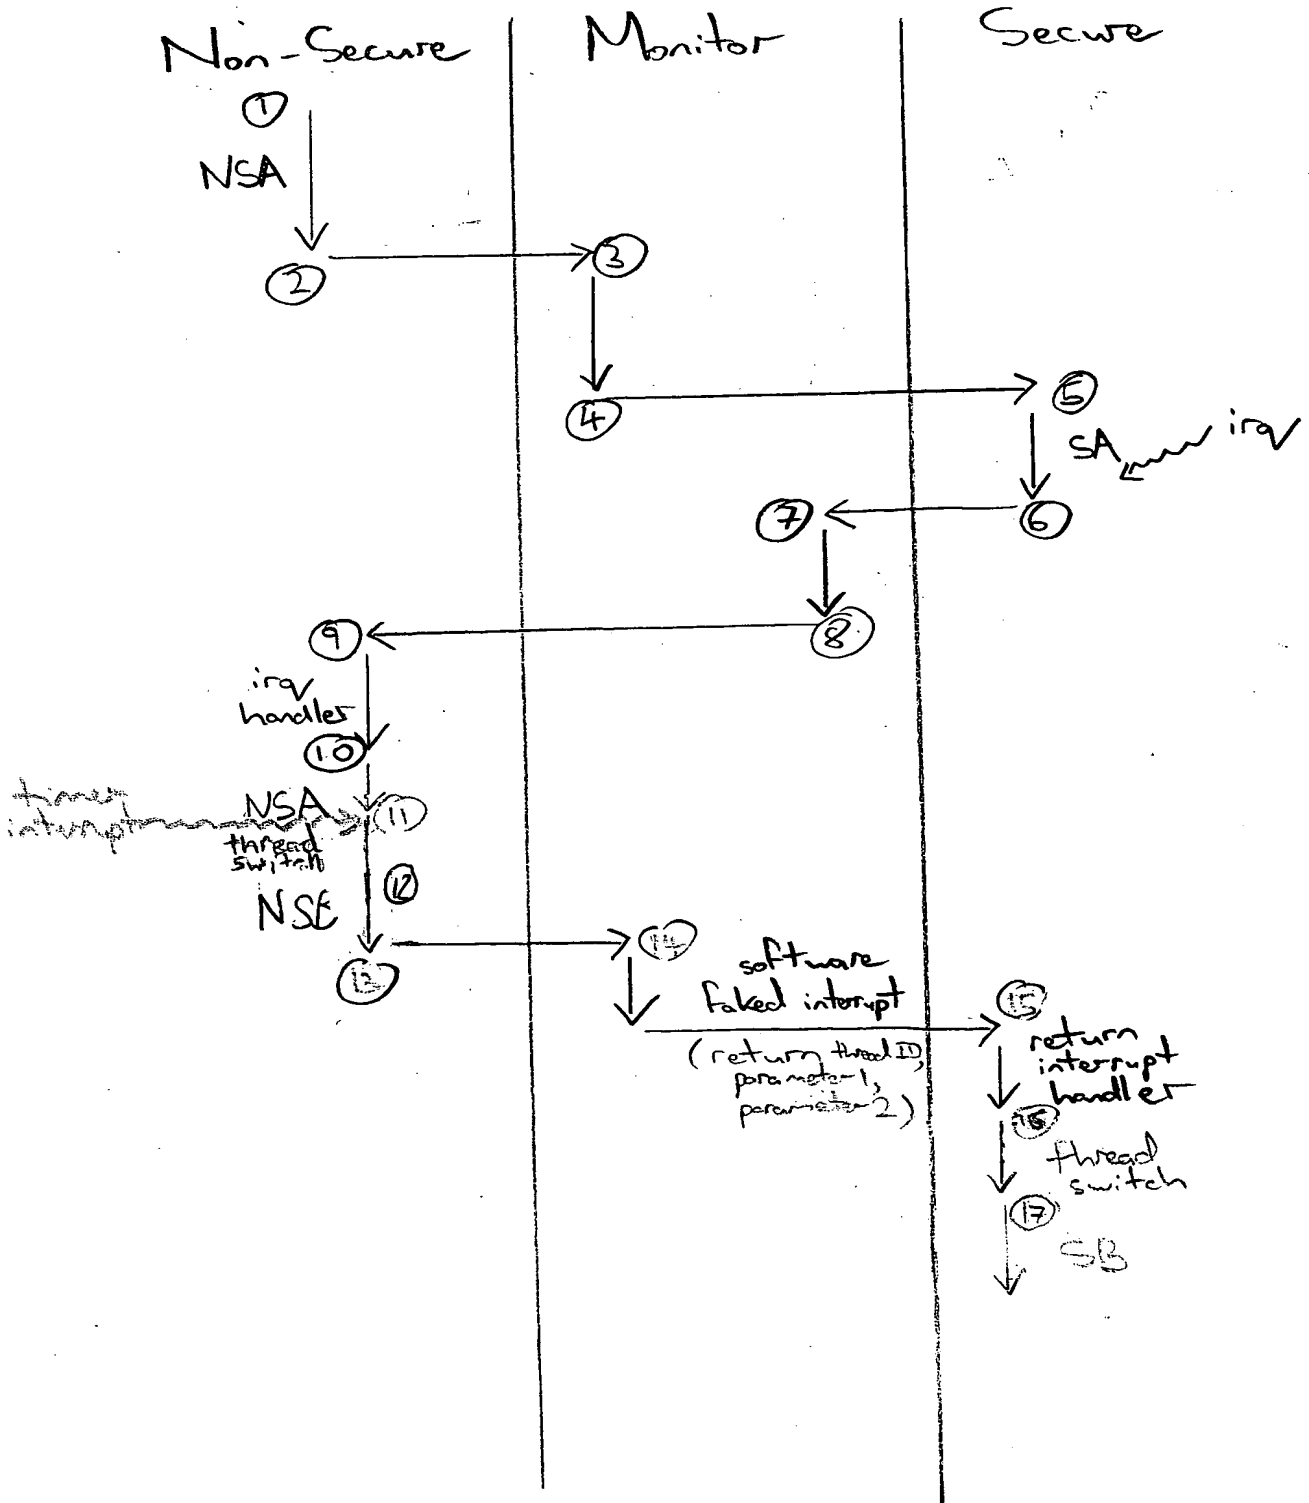 Non-Secure
Monitor
Secure
1
NSA
2
3
4
5
SA
irq
6
7
8
9
irq
handler
10
timer
interrupt
NSA
11
thread
switch
12
NSE
13
14
software
faked interrupt
(return thread ID,
parameter 1,
parameter 2)
15
return
interrupt
handler
16
thread
switch
17
SB